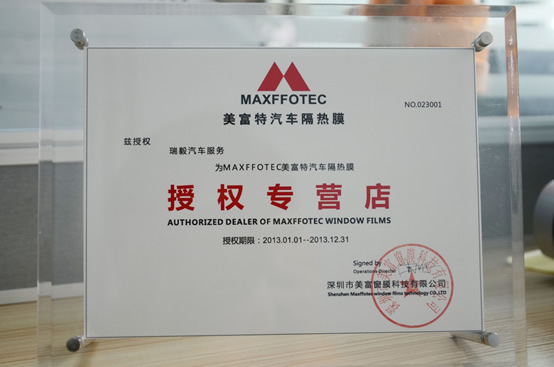 MAXFFOTEC
美富特汽车隔热膜
NO.023001
兹授权
瑞毅汽车服务
为MAXFFOTEC美富特汽车隔热膜
授权专营店
AUTHORIZED DEALER OF MAXFFOTEC WINDOW FILMS
授权期限：2013.01.01--2013.12.31
Signed by
Operations Director
深圳市美富窗膜科技有限公司
Shenzhen Maxffotec window films technology CO.,LTD